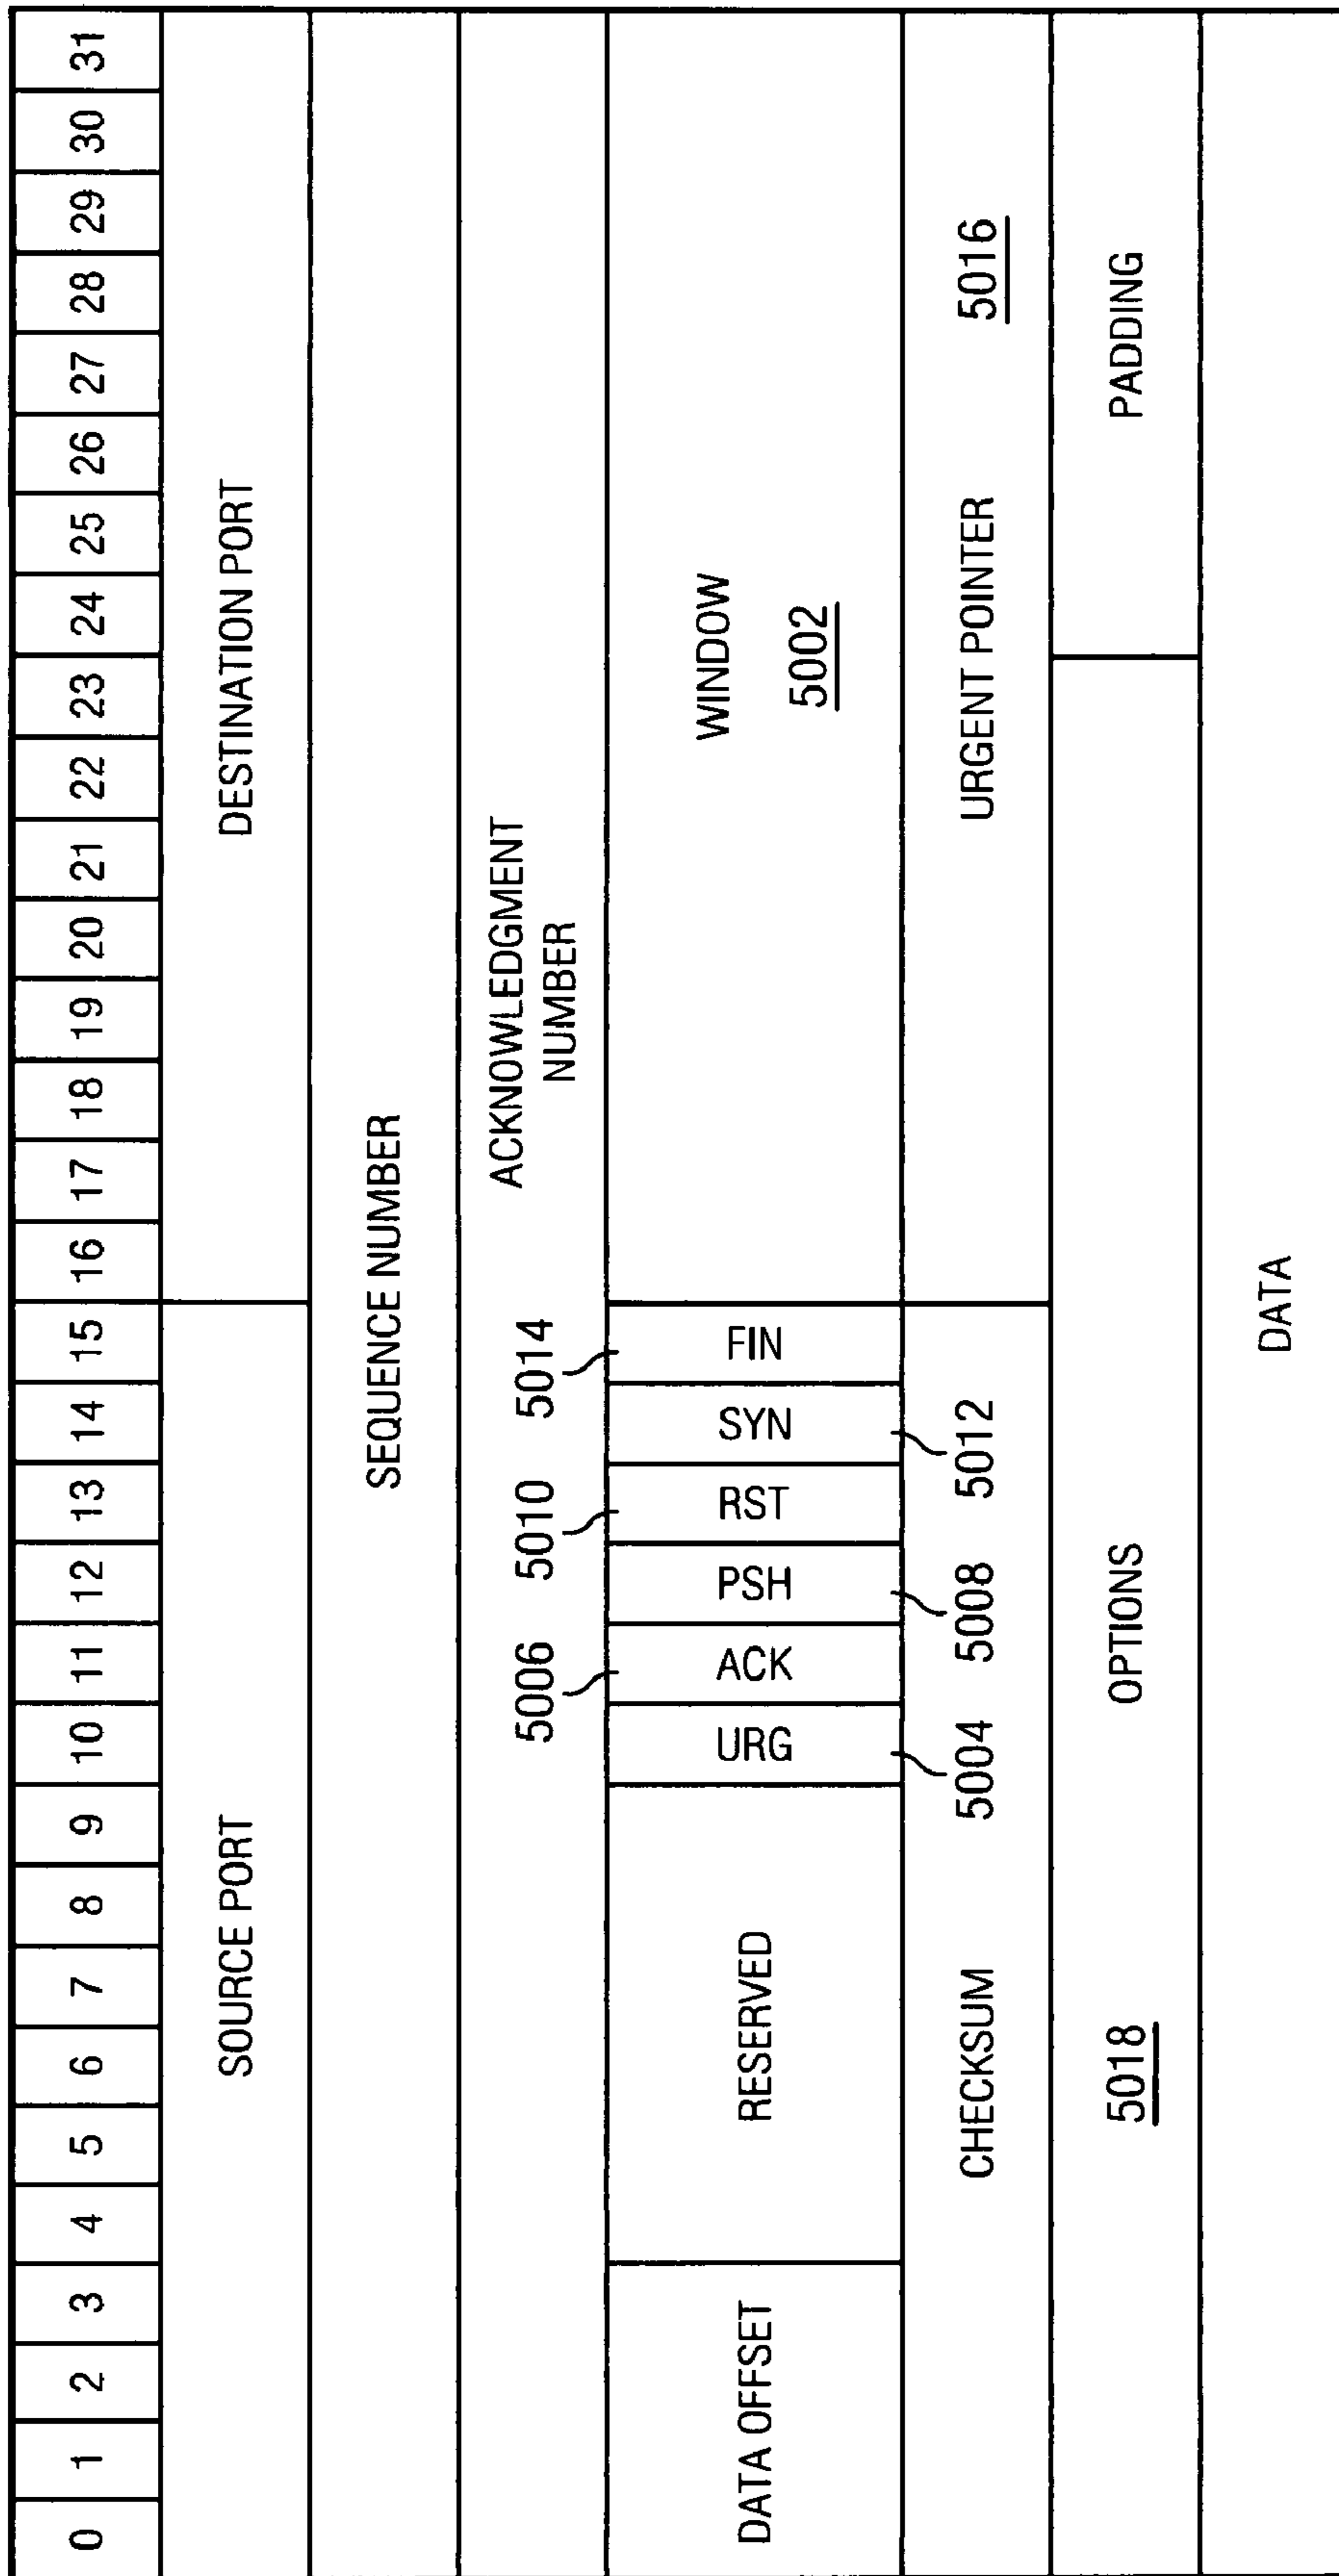 0 1 2 3 4 5 6 7 8 9 10 11 12 13 14 15 16 17 18 19 20 21 22 23 24 25 26 27 28 29 30 31
SOURCE PORT DESTINATION PORT
SEQUENCE NUMBER
ACKNOWLEDGMENT
NUMBER
5006 5010 5014
DATA OFFSET RESERVED URG ACK PSH RST SYN FIN WINDOW
5002
5004 5008 5012
CHECKSUM URGENT POINTER 5016
5018 OPTIONS PADDING
DATA